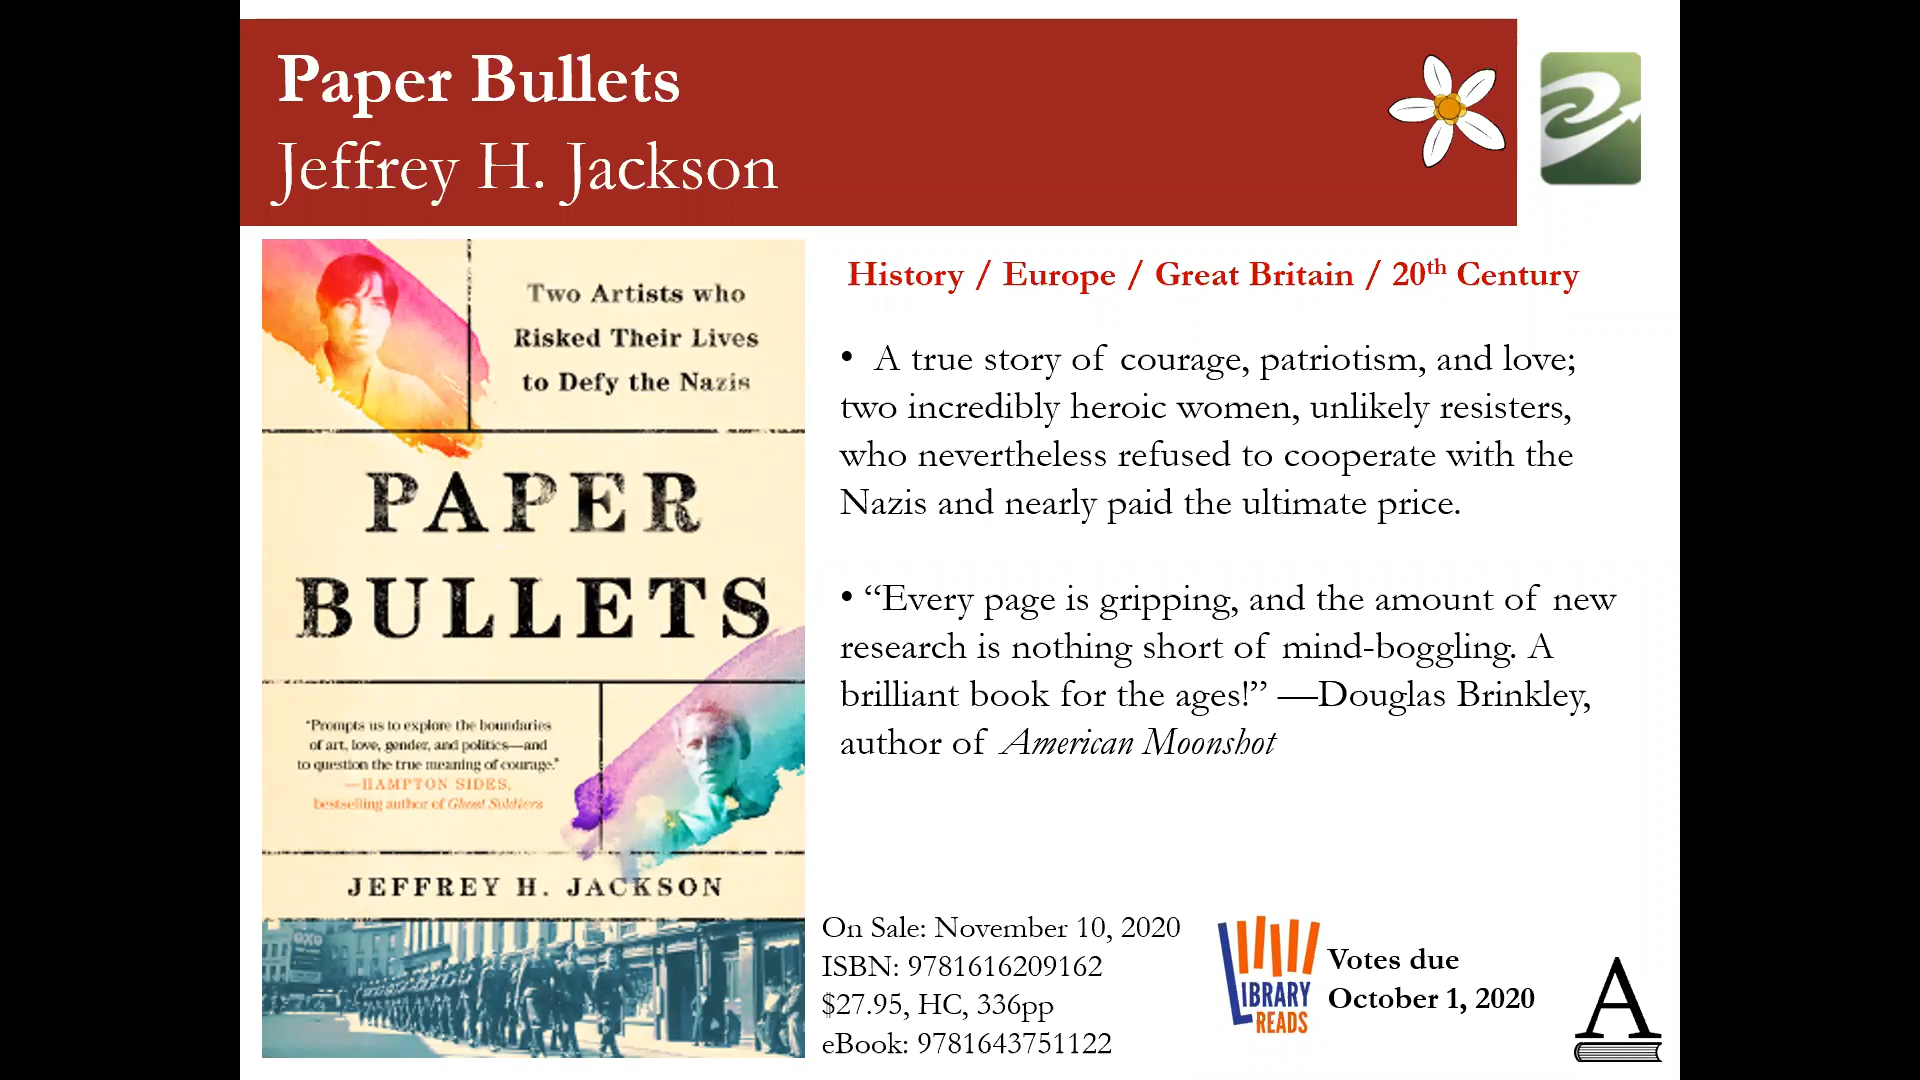 Paper Bullets
Jeffrey H. Jackson
Two Artists who
Risked Their Lives
to Defy the Nazis
PAPER
BULLETS
“Prompts us to explore the boundaries
of art, love, gender, and politics—and
to question the true meaning of courage.”
—HAMPTON SIDES,
bestselling author of Ghost Soldiers
JEFFREY H. JACKSON
OXO
History / Europe / Great Britain / 20th Century
• A true story of courage, patriotism, and love;
two incredibly heroic women, unlikely resisters,
who nevertheless refused to cooperate with the
Nazis and nearly paid the ultimate price.
• “Every page is gripping, and the amount of new
research is nothing short of mind-boggling. A
brilliant book for the ages!” —Douglas Brinkley,
author of American Moonshot
On Sale: November 10, 2020
ISBN: 9781616209162
$27.95, HC, 336pp
eBook: 9781643751122
LIBRARY
READS
Votes due
October 1, 2020
A